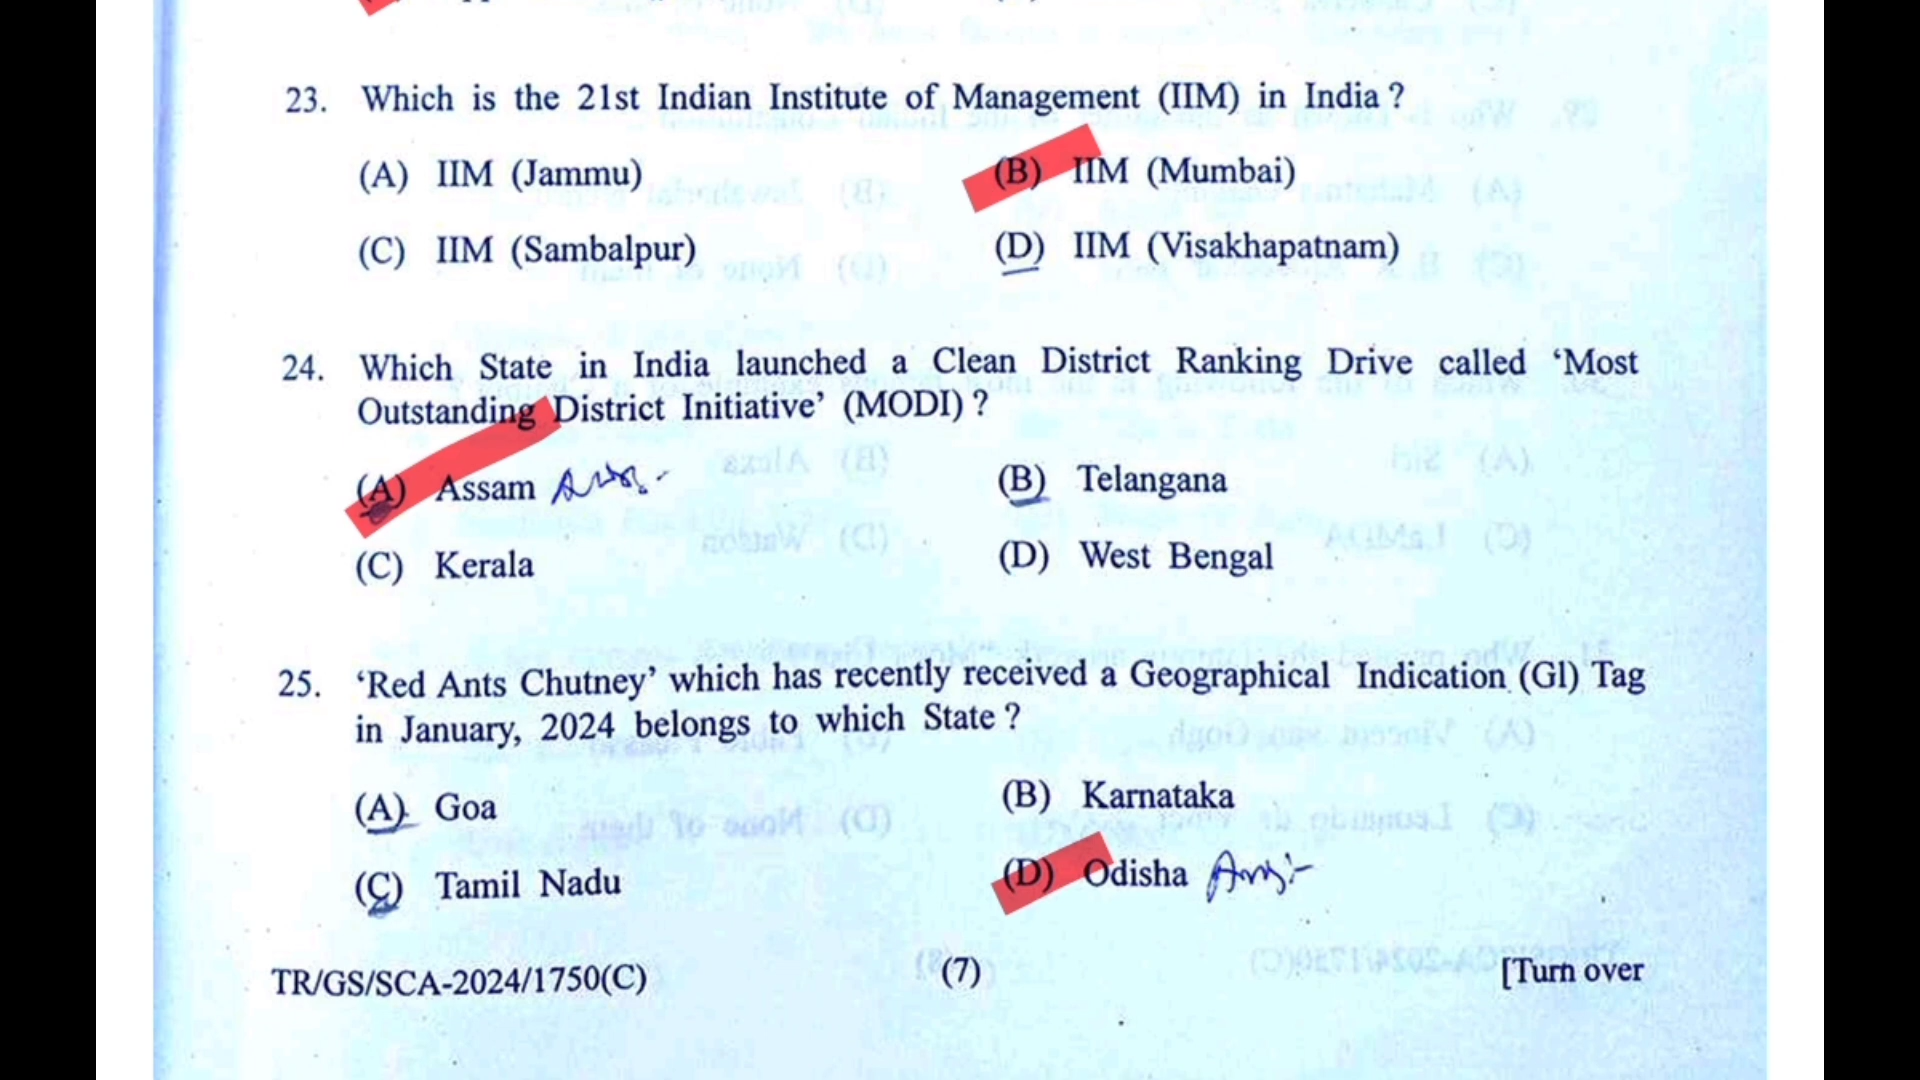 23. Which is the 21st Indian Institute of Management (IIM) in India ?
(A) IIM (Jammu) (B) IIM (Mumbai)
(C) IIM (Sambalpur) (D) IIM (Visakhapatnam)
24. Which State in India launched a Clean District Ranking Drive called ‘Most
Outstanding District Initiative’ (MODI) ?
(A) Assam Ans.- (B) Telangana
(C) Kerala (D) West Bengal
25. ‘Red Ants Chutney’ which has recently received a Geographical Indication (GI) Tag
in January, 2024 belongs to which State ?
(A) Goa (B) Karnataka
(C) Tamil Nadu (D) Odisha Ans:-
TR/GS/SCA-2024/1750(C) (7) [Turn over